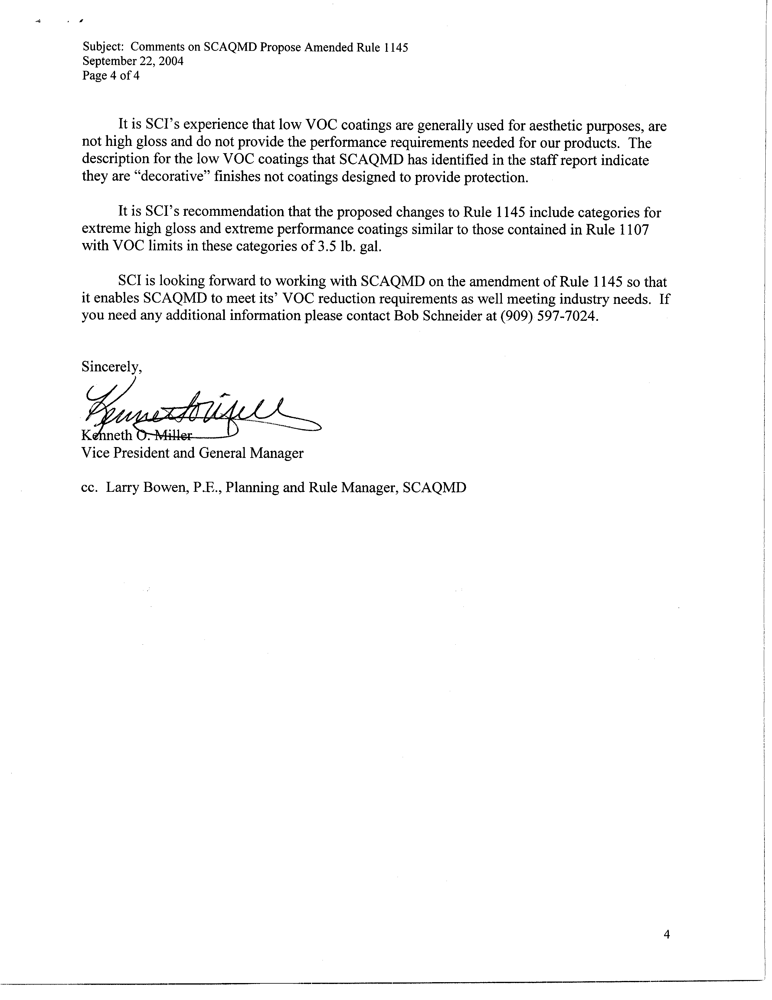 Subject:  Comments on SCAQMD Propose Amended Rule 1145
September 22, 2004
Page 4 of 4
It is SCI’s experience that low VOC coatings are generally used for aesthetic purposes, are
not high gloss and do not provide the performance requirements needed for our products.  The
description for the low VOC coatings that SCAQMD has identified in the staff report indicate
they are “decorative” finishes not coatings designed to provide protection.
It is SCI’s recommendation that the proposed changes to Rule 1145 include categories for
extreme high gloss and extreme performance coatings similar to those contained in Rule 1107
with VOC limits in these categories of 3.5 lb. gal.
SCI is looking forward to working with SCAQMD on the amendment of Rule 1145 so that
it enables SCAQMD to meet its’ VOC reduction requirements as well meeting industry needs.  If
you need any additional information please contact Bob Schneider at (909) 597-7024.
Sincerely,
Kenneth O. Miller
Vice President and General Manager
cc.  Larry Bowen, P.E., Planning and Rule Manager, SCAQMD
4